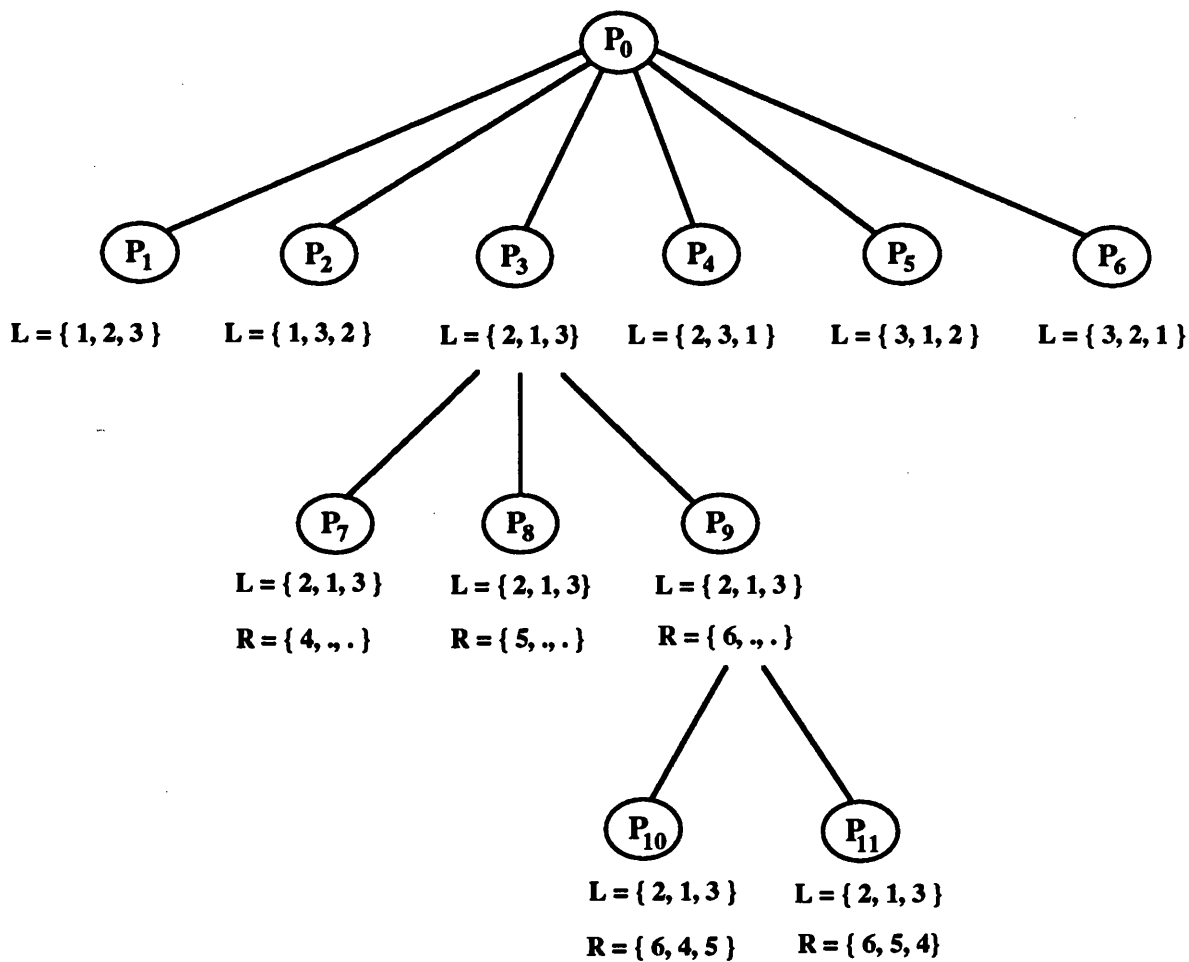 P0
P1 P2 P3 P4 P5 P6
L = { 1, 2, 3 } L = { 1, 3, 2 } L = { 2, 1, 3} L = { 2, 3, 1 } L = { 3, 1, 2 } L = { 3, 2, 1 }
P7 P8 P9
L = { 2, 1, 3 } L = { 2, 1, 3} L = { 2, 1, 3 }
R = { 4, ., . } R = { 5, ., . } R = { 6, ., . }
P10 P11
L = { 2, 1, 3 } L = { 2, 1, 3 }
R = { 6, 4, 5 } R = { 6, 5, 4}